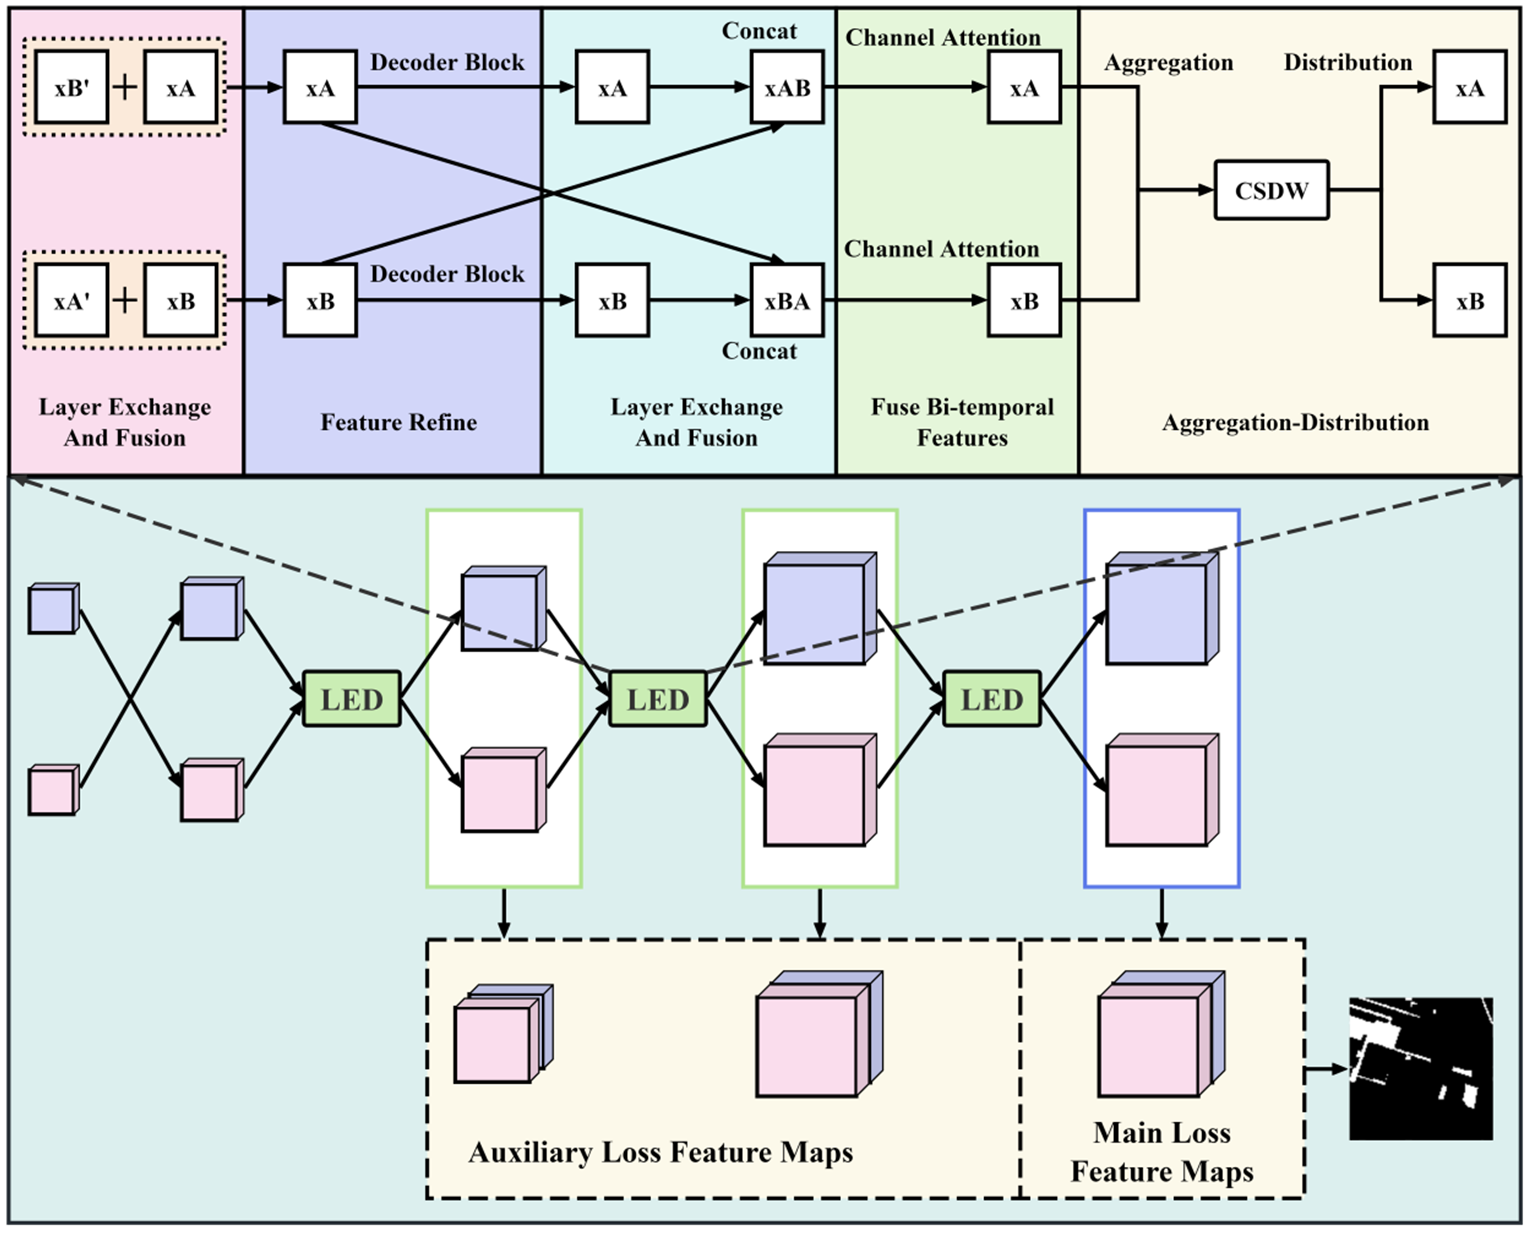 Concat
Channel Attention
Decoder Block
Aggregation
Distribution
xB' + xA
xA
xA
xAB
xA
xA
CSDW
Channel Attention
Decoder Block
xA' + xB
xB
xB
xBA
xB
xB
Concat
Layer Exchange
And Fusion
Feature Refine
Layer Exchange
And Fusion
Fuse Bi-temporal
Features
Aggregation-Distribution
LED
LED
LED
Auxiliary Loss Feature Maps
Main Loss
Feature Maps